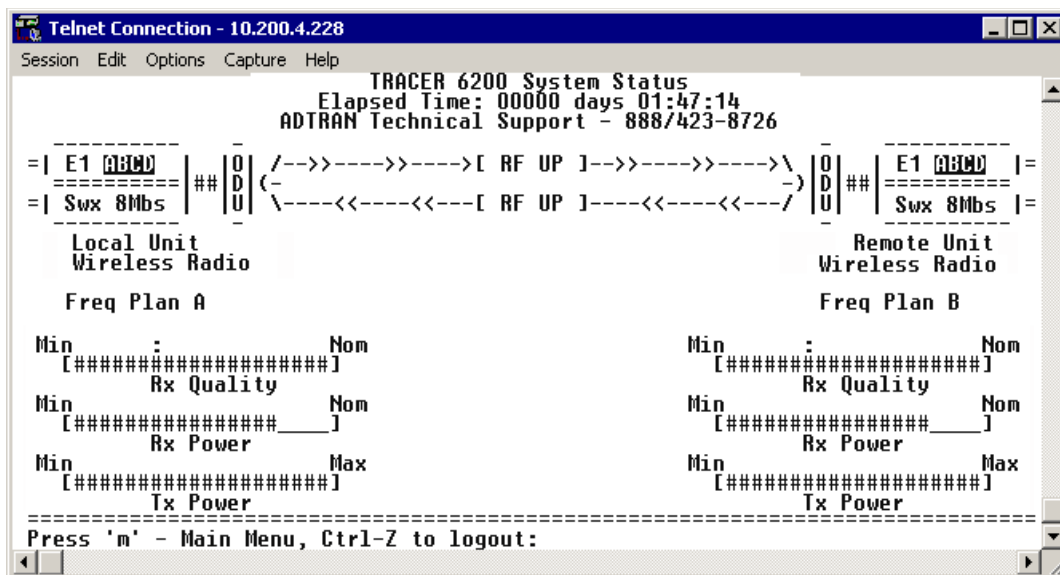 Telnet Connection - 10.200.4.228
Session Edit Options Capture Help
TRACER 6200 System Status
Elapsed Time: 00000 days 01:47:14
ADTRAN Technical Support - 888/423-8726
---------- - - ----------
=| E1 ABCD | |O| /-->>---->>---->[ RF UP ]-->>---->>---->\ |O| | E1 ABCD |=
==========|##|D|(- -)|D|##|==========
=| Swx 8Mbs | |U| \----<<----<<---[ RF UP ]----<<----<<---/ |U| | Swx 8Mbs |=
---------- - - ----------
Local Unit Remote Unit
Wireless Radio Wireless Radio
Freq Plan A Freq Plan B
Min : Nom Min : Nom
[####################] [####################]
Rx Quality Rx Quality
Min Nom Min Nom
[################____] [################____]
Rx Power Rx Power
Min Max Min Max
[####################] [####################]
Tx Power Tx Power
================================================================================
Press 'm' - Main Menu, Ctrl-Z to logout: